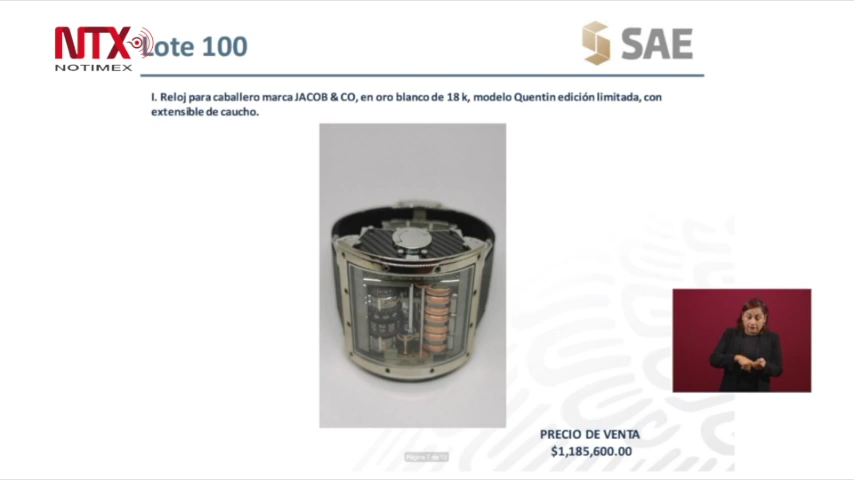 NTX
NOTIMEX
Lote 100
SAE
I. Reloj para caballero marca JACOB & CO, en oro blanco de 18 k, modelo Quentin edición limitada, con
extensible de caucho.
PRECIO DE VENTA
$1,185,600.00